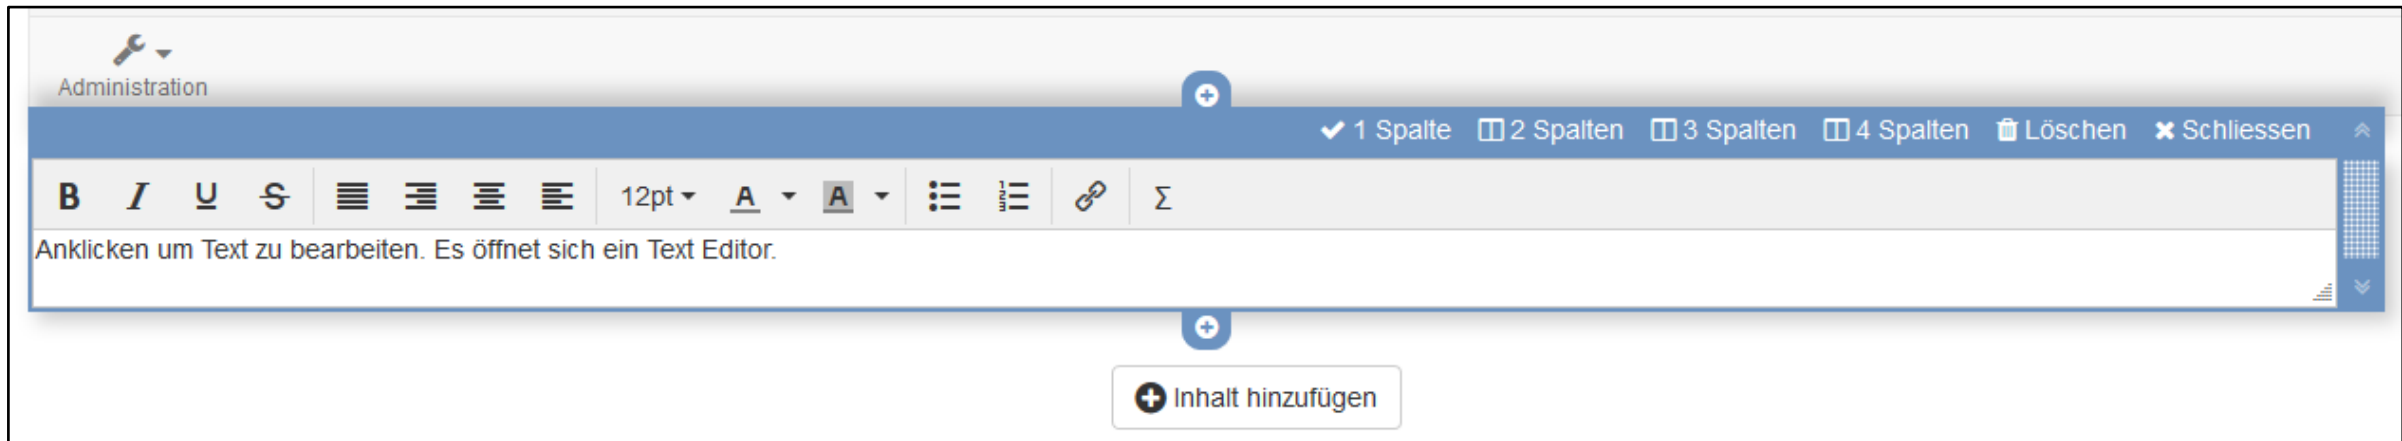 Administration
1 Spalte 2 Spalten 3 Spalten 4 Spalten Löschen Schliessen
B I U S 12pt A A Σ
Anklicken um Text zu bearbeiten. Es öffnet sich ein Text Editor.
Inhalt hinzufügen